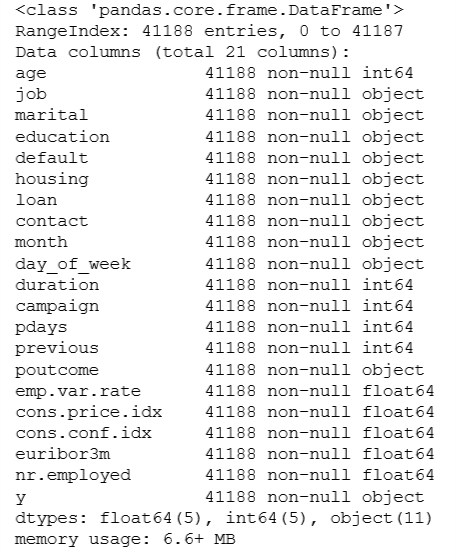 <class 'pandas.core.frame.DataFrame'>
RangeIndex: 41188 entries, 0 to 41187
Data columns (total 21 columns):
age 41188 non-null int64
job 41188 non-null object
marital 41188 non-null object
education 41188 non-null object
default 41188 non-null object
housing 41188 non-null object
loan 41188 non-null object
contact 41188 non-null object
month 41188 non-null object
day_of_week 41188 non-null object
duration 41188 non-null int64
campaign 41188 non-null int64
pdays 41188 non-null int64
previous 41188 non-null int64
poutcome 41188 non-null object
emp.var.rate 41188 non-null float64
cons.price.idx 41188 non-null float64
cons.conf.idx 41188 non-null float64
euribor3m 41188 non-null float64
nr.employed 41188 non-null float64
y 41188 non-null object
dtypes: float64(5), int64(5), object(11)
memory usage: 6.6+ MB